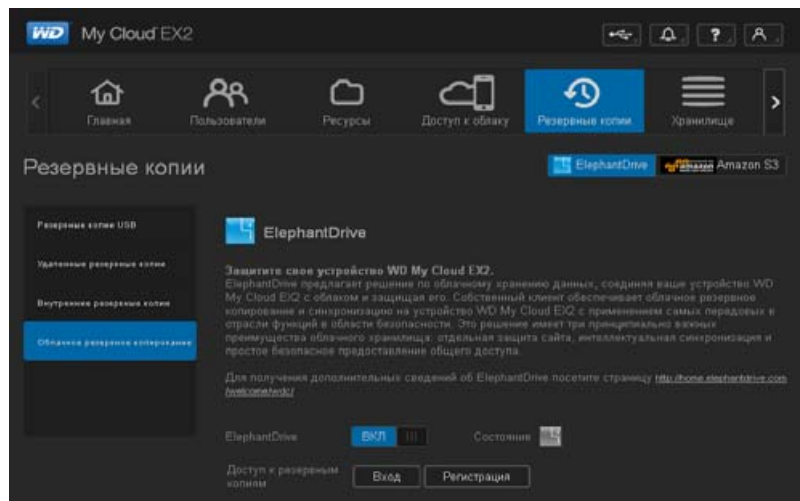 WD My Cloud EX2
Главная
Пользователи
Ресурсы
Доступ к облаку
Резервные копии
Хранилище
Резервные копии
ElephantDrive
amazon Amazon S3
Резервные копии USB
Удаленные резервные копии
Внутренние резервные копии
Облачное резервное копирование
ElephantDrive
Защитите свое устройство WD My Cloud EX2.
ElephantDrive предлагает решение по облачному хранению данных, соединяя ваше устройство WD
My Cloud EX2 с облаком и защищая его. Собственный клиент обеспечивает облачное резервное
копирование и синхронизацию на устройство WD My Cloud EX2 с применением самых передовых в
отрасли функций в области безопасности. Это решение имеет три принципиально важных
преимущества облачного хранилища: отдельная защита сайта, интеллектуальная синхронизация и
простое безопасное предоставление общего доступа.
Для получения дополнительных сведений об ElephantDrive посетите страницу http://home.elephantdrive.com
/welcome/wdc/
ElephantDrive ВКЛ Состояние
Доступ к резервным
копиям
Вход Регистрация